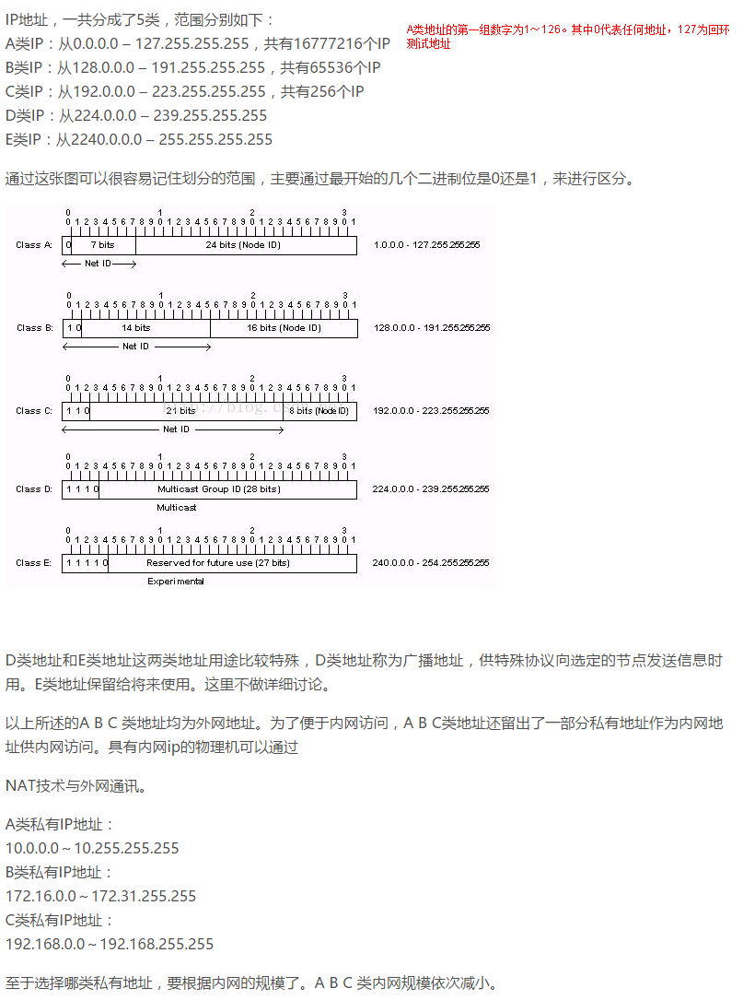 IP地址，一共分成了5类，范围分别如下：
A类IP：从0.0.0.0 – 127.255.255.255，共有16777216个IP
A类地址的第一组数字为1～126。其中0代表任何地址，127为回环
测试地址
B类IP：从128.0.0.0 – 191.255.255.255，共有65536个IP
C类IP：从192.0.0.0 – 223.255.255.255，共有256个IP
D类IP：从224.0.0.0 – 239.255.255.255
E类IP：从2240.0.0.0 – 255.255.255.255
通过这张图可以很容易记住划分的范围，主要通过最开始的几个二进制位是0还是1，来进行区分。
0 1 2 3
0 1 2 3 4 5 6 7 8 9 0 1 2 3 4 5 6 7 8 9 0 1 2 3 4 5 6 7 8 9 0 1
Class A: 0 7 bits 24 bits (Node ID) 1.0.0.0 - 127.255.255.255
Net ID
0 1 2 3
0 1 2 3 4 5 6 7 8 9 0 1 2 3 4 5 6 7 8 9 0 1 2 3 4 5 6 7 8 9 0 1
Class B: 1 0 14 bits 16 bits (Node ID) 128.0.0.0 - 191.255.255.255
Net ID
0 1 2 3
0 1 2 3 4 5 6 7 8 9 0 1 2 3 4 5 6 7 8 9 0 1 2 3 4 5 6 7 8 9 0 1
Class C: 1 1 0 21 bits 8 bits (Node ID) 192.0.0.0 - 223.255.255.255
Net ID
0 1 2 3
0 1 2 3 4 5 6 7 8 9 0 1 2 3 4 5 6 7 8 9 0 1 2 3 4 5 6 7 8 9 0 1
Class D: 1 1 1 0 Multicast Group ID (28 bits) 224.0.0.0 - 239.255.255.255
Multicast
0 1 2 3
0 1 2 3 4 5 6 7 8 9 0 1 2 3 4 5 6 7 8 9 0 1 2 3 4 5 6 7 8 9 0 1
Class E: 1 1 1 1 0 Reserved for future use (27 bits) 240.0.0.0 - 254.255.255.255
Experimental
D类地址和E类地址这两类地址用途比较特殊，D类地址称为广播地址，供特殊协议向选定的节点发送信息时
用。E类地址保留给将来使用。这里不做详细讨论。
以上所述的A B C 类地址均为外网地址。为了便于内网访问，A B C类地址还留出了一部分私有地址作为内网地
址供内网访问。具有内网ip的物理机可以通过
NAT技术与外网通讯。
A类私有IP地址：
10.0.0.0～10.255.255.255
B类私有IP地址：
172.16.0.0～172.31.255.255
C类私有IP地址：
192.168.0.0～192.168.255.255
至于选择哪类私有地址，要根据内网的规模了。A B C 类内网规模依次减小。